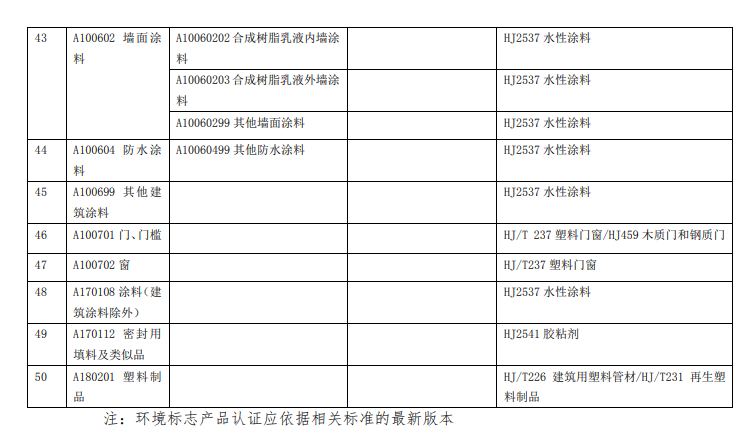 43 A100602 墙面涂 A10060202 合成树脂乳液内墙涂 HJ2537 水性涂料
料 料
A10060203 合成树脂乳液外墙涂 HJ2537 水性涂料
料
A10060299 其他墙面涂料 HJ2537 水性涂料
44 A100604 防水涂 A10060499 其他防水涂料 HJ2537 水性涂料
料
45 A100699 其他建 HJ2537 水性涂料
筑涂料
46 A100701 门、门槛 HJ/T 237 塑料门窗/HJ459 木质门和钢质门
47 A100702 窗 HJ/T237 塑料门窗
48 A170108 涂料（建 HJ2537 水性涂料
筑涂料除外）
49 A170112 密封用 HJ2541 胶粘剂
填料及类似品
50 A180201 塑料制 HJ/T226 建筑用塑料管材/HJ/T231 再生塑
品 料制品
注：环境标志产品认证应依据相关标准的最新版本